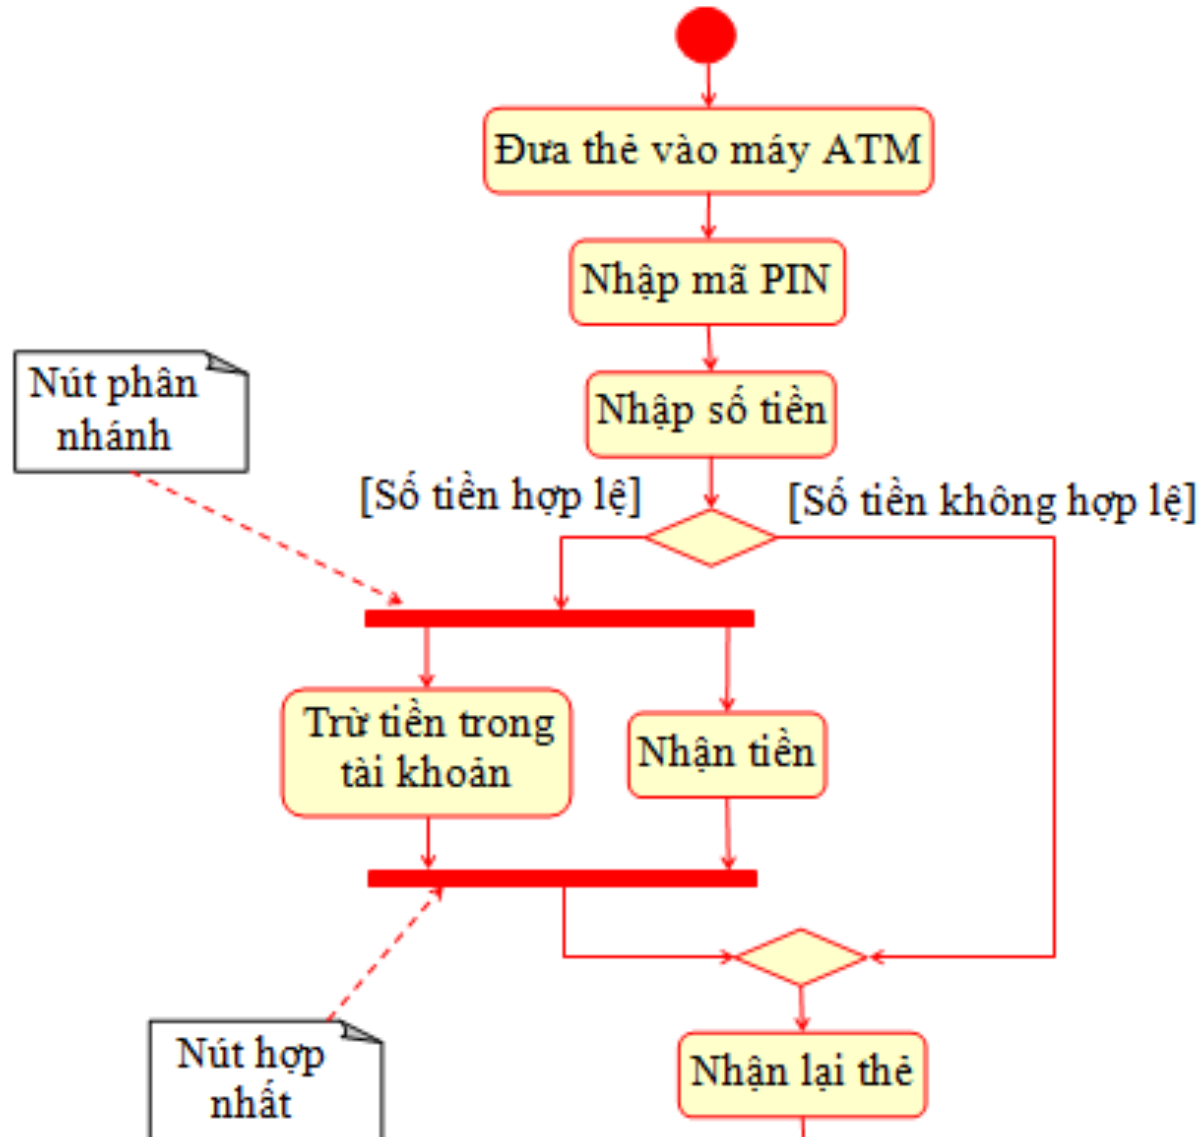 Đưa thẻ vào máy ATM
Nhập mã PIN
Nút phân
nhánh
Nhập số tiền
[Số tiền hợp lệ]
[Số tiền không hợp lệ]
Trừ tiền trong
tài khoản
Nhận tiền
Nút hợp
nhất
Nhận lại thẻ